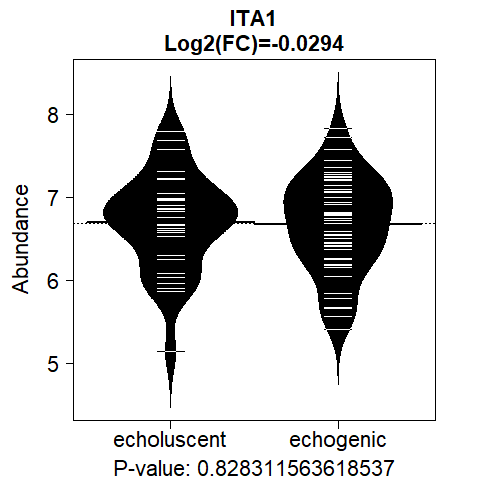 ITA1
Log2(FC)=-0.0294
8
7
6
5
Abundance
echoluscent echogenic
P-value: 0.828311563618537